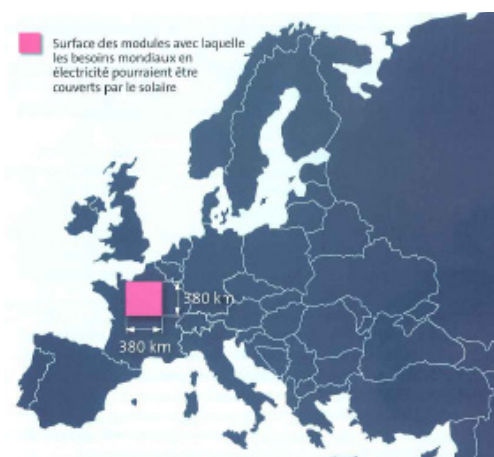 Surface des modules avec laquelle
les besoins mondiaux en
électricité pourraient être
couverts par le solaire
380 km
380 km